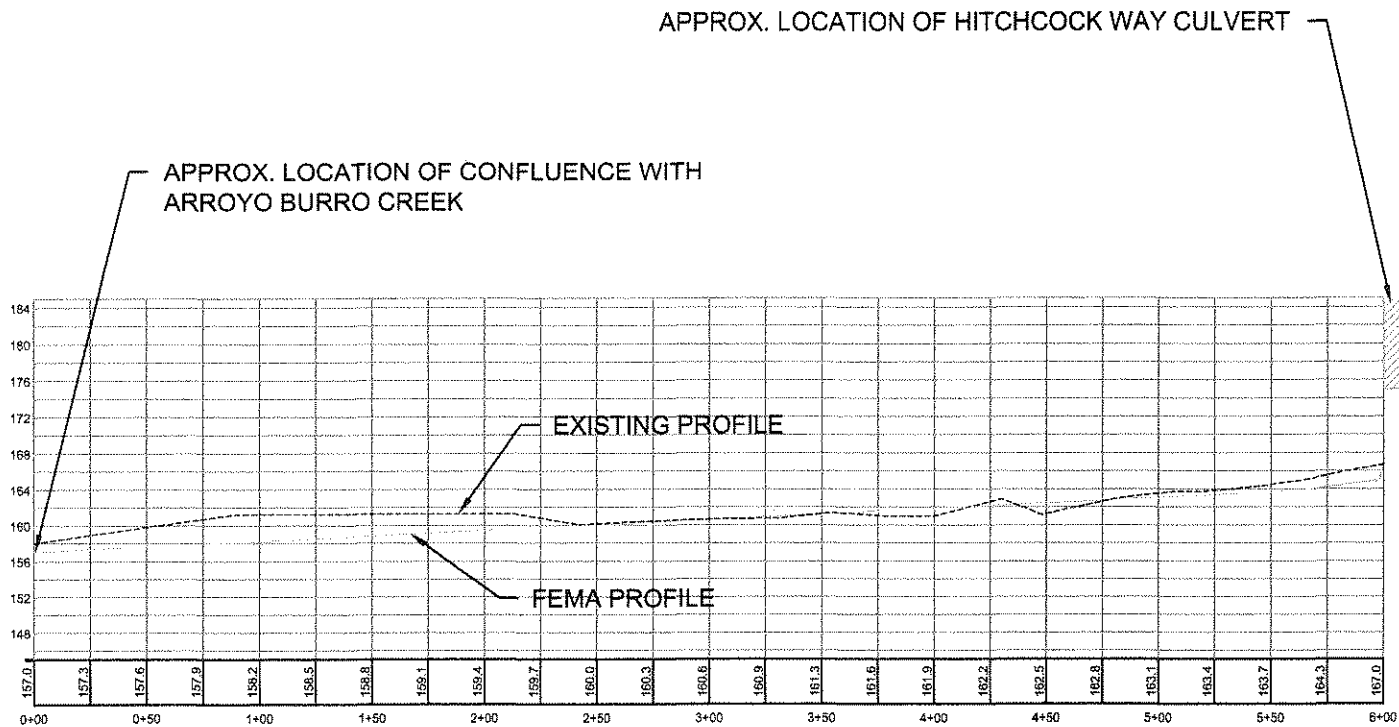 APPROX. LOCATION OF HITCHCOCK WAY CULVERT
APPROX. LOCATION OF CONFLUENCE WITH
ARROYO BURRO CREEK
184
180
176
172
168
164
160
156
152
148
EXISTING PROFILE
FEMA PROFILE
157.0 157.3 157.6 157.9 158.2 158.5 158.8 159.1 159.4 159.7 160.0 160.3 160.6 160.9 161.3 161.6 161.9 162.2 162.5 162.8 163.1 163.4 163.7 164.3 167.0
0+00 0+50 1+00 1+50 2+00 2+50 3+00 3+50 4+00 4+50 5+00 5+50 6+00